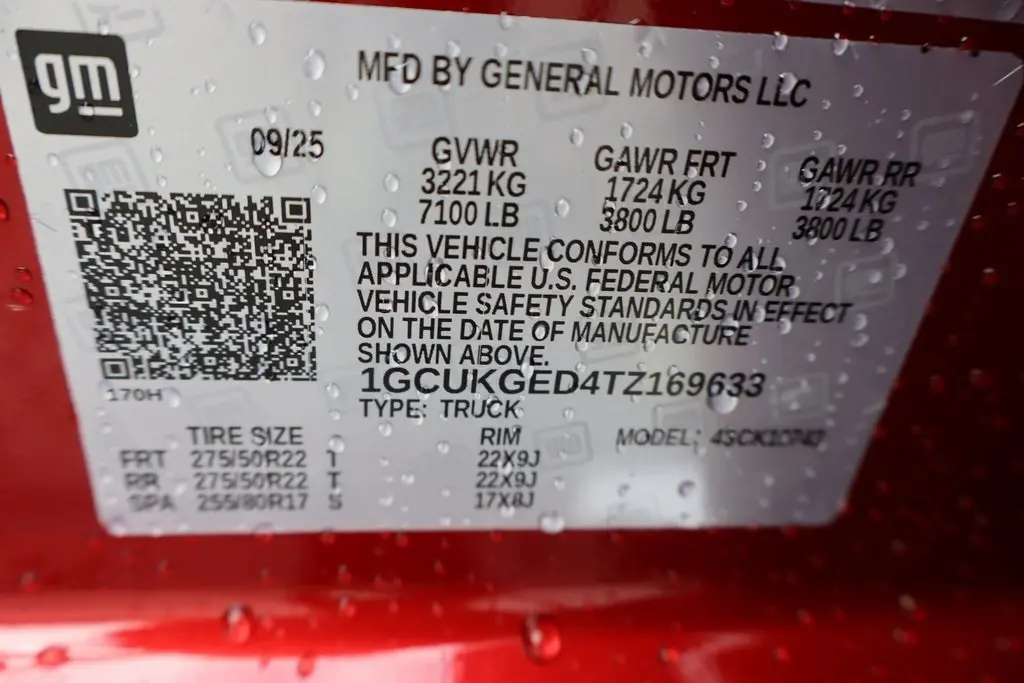 gm
MFD BY GENERAL MOTORS LLC
09/25 GVWR GAWR FRT GAWR RR
3221 KG 1724 KG 1724 KG
7100 LB 3800 LB 3800 LB
THIS VEHICLE CONFORMS TO ALL
APPLICABLE U.S. FEDERAL MOTOR
VEHICLE SAFETY STANDARDS IN EFFECT
ON THE DATE OF MANUFACTURE
SHOWN ABOVE.
170H 1GCUKGED4TZ169633
TYPE: TRUCK
TIRE SIZE RIM MODEL:
FRT 275/50R22 T 22X9J
RR 275/50R22 T 22X9J
SPA 255/80R17 S 17X8J